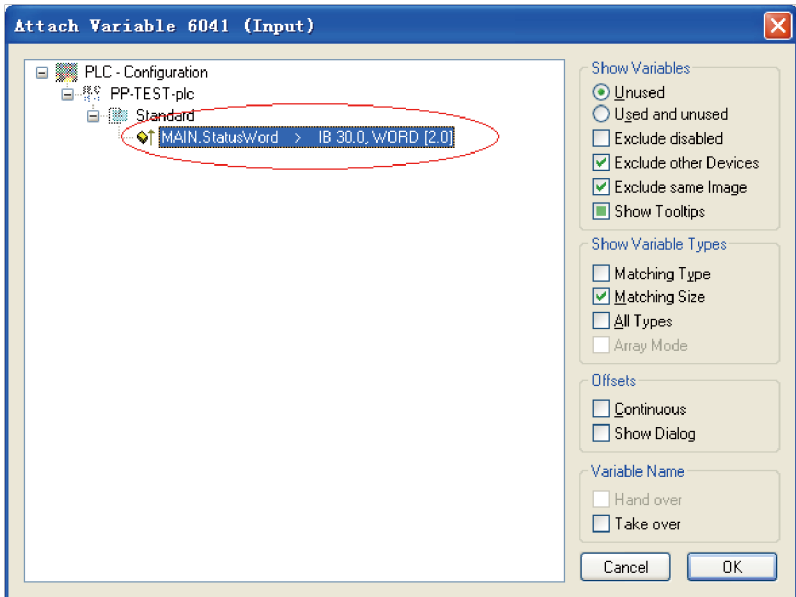 Attach Variable 6041 (Input)
PLC - Configuration
PP-TEST-plc
Standard
MAIN.StatusWord > IB 30.0, WORD [2.0]
Show Variables
Unused
Used and unused
Exclude disabled
Exclude other Devices
Exclude same Image
Show Tooltips
Show Variable Types
Matching Type
Matching Size
All Types
Array Mode
Offsets
Continuous
Show Dialog
Variable Name
Hand over
Take over
Cancel OK